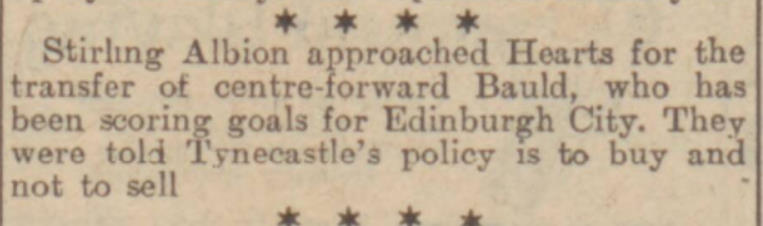 * * * *
Stirling Albion approached Hearts for the
transfer of centre-forward Bauld, who has
been scoring goals for Edinburgh City. They
were told Tynecastle's policy is to buy and
not to sell
* * * *